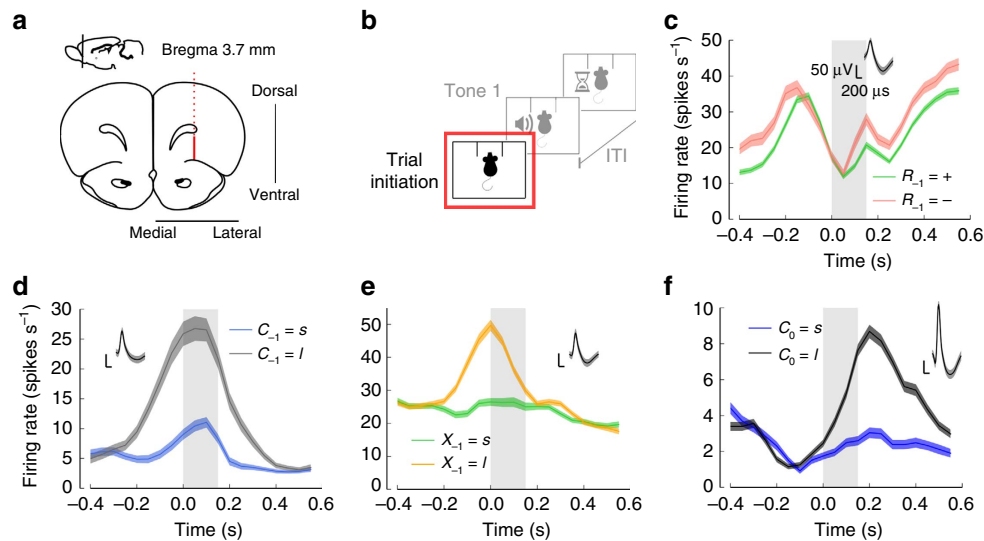 a
Bregma 3.7 mm
Dorsal
Ventral
Medial
Lateral
b
Tone 1
Trial
initiation
ITI
c
Firing rate (spikes s⁻¹)
50
40
30
20
10
0
50 μV
200 μs
R₋₁ = +
R₋₁ = −
−0.4 −0.2 0.0 0.2 0.4 0.6
Time (s)
d
Firing rate (spikes s⁻¹)
30
25
20
15
10
5
0
C₋₁ = s
C₋₁ = l
−0.4 −0.2 0.0 0.2 0.4 0.6
Time (s)
e
50
40
30
20
10
0
X₋₁ = s
X₋₁ = l
−0.4 −0.2 0.0 0.2 0.4 0.6
Time (s)
f
10
8
6
4
2
0
C₀ = s
C₀ = l
−0.4 −0.2 0.0 0.2 0.4 0.6
Time (s)